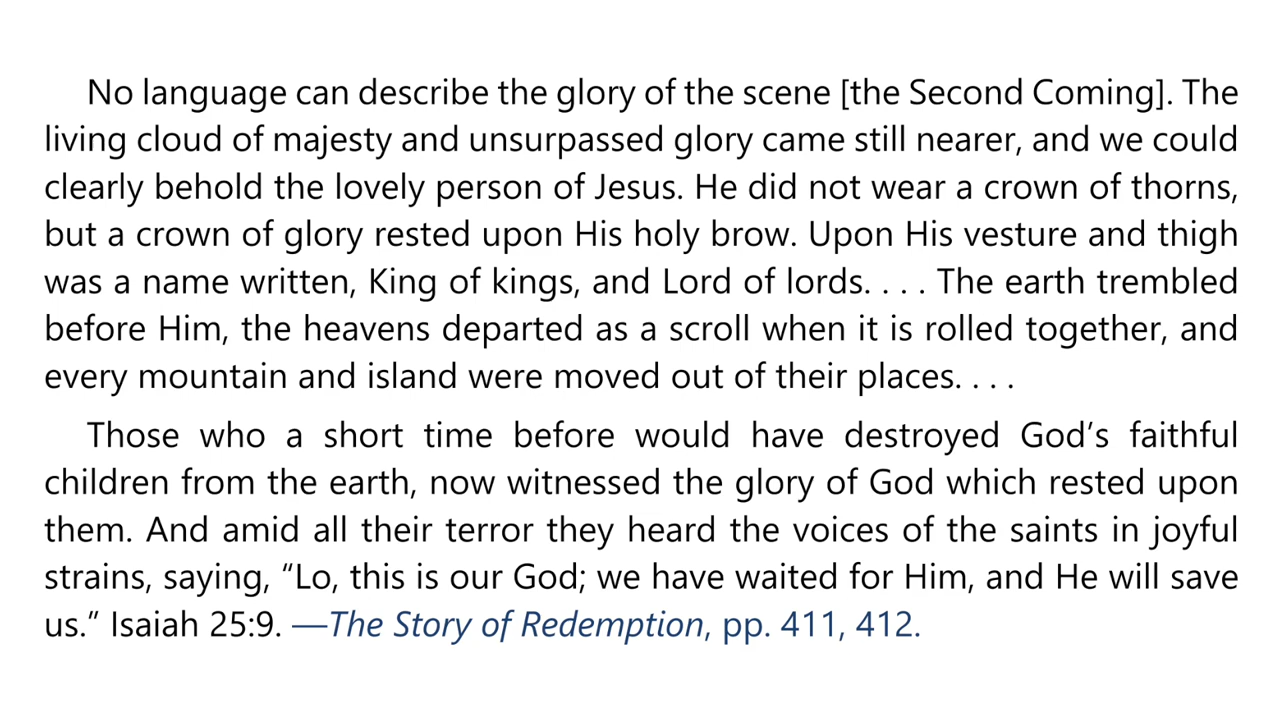 No language can describe the glory of the scene [the Second Coming]. The
living cloud of majesty and unsurpassed glory came still nearer, and we could
clearly behold the lovely person of Jesus. He did not wear a crown of thorns,
but a crown of glory rested upon His holy brow. Upon His vesture and thigh
was a name written, King of kings, and Lord of lords. . . . The earth trembled
before Him, the heavens departed as a scroll when it is rolled together, and
every mountain and island were moved out of their places. . . .
Those who a short time before would have destroyed God’s faithful
children from the earth, now witnessed the glory of God which rested upon
them. And amid all their terror they heard the voices of the saints in joyful
strains, saying, “Lo, this is our God; we have waited for Him, and He will save
us.” Isaiah 25:9. —The Story of Redemption, pp. 411, 412.